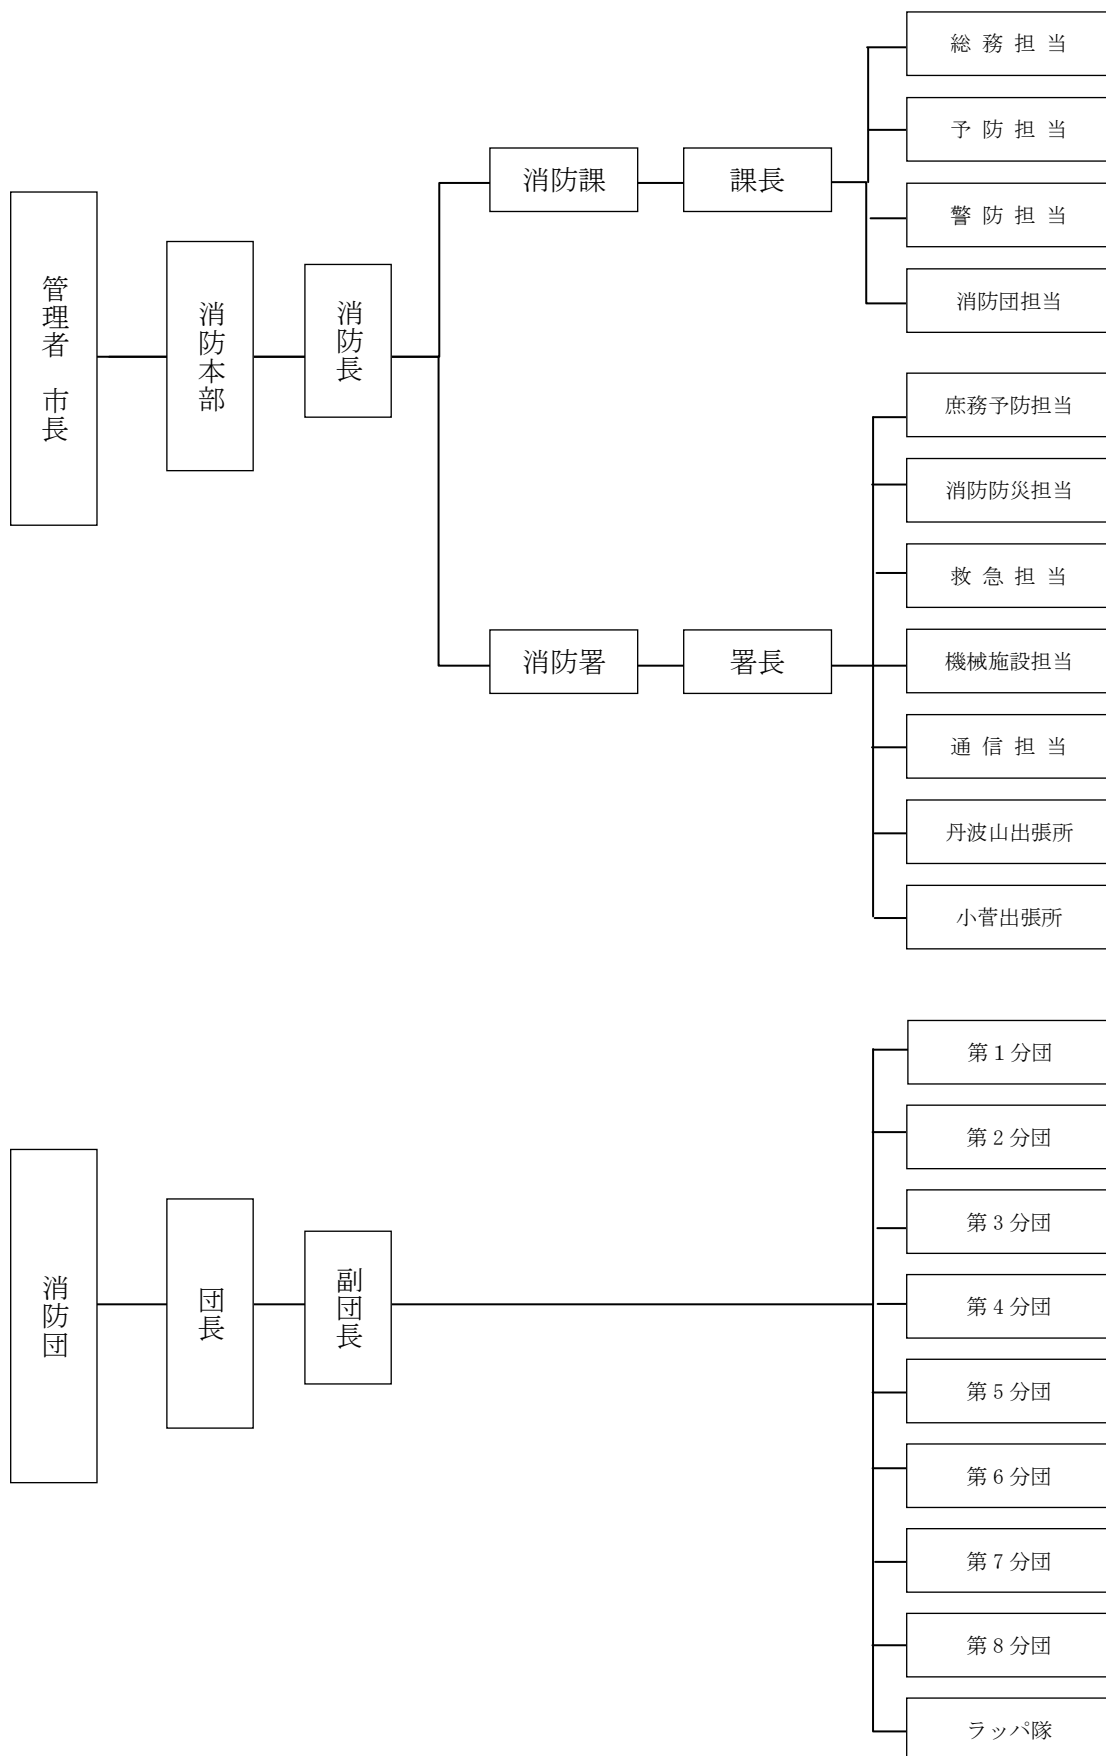 管理者　市長
消防本部
消防長
消防課
課長
総務担当
予防担当
警防担当
消防団担当
消防署
署長
庶務予防担当
消防防災担当
救急担当
機械施設担当
通信担当
丹波山出張所
小菅出張所
消防団
団長
副団長
第１分団
第２分団
第３分団
第４分団
第５分団
第６分団
第７分団
第８分団
ラッパ隊